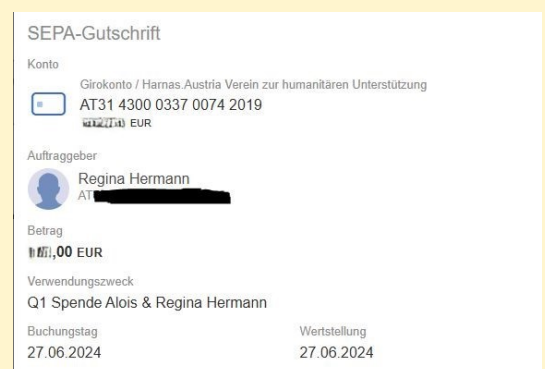 SEPA-Gutschrift
Konto
Girokonto / Harnas.Austria Verein zur humanitären Unterstützung
AT31 4300 0337 0074 2019
EUR
Auftraggeber
Regina Hermann
AT
Betrag
,00 EUR
Verwendungszweck
Q1 Spende Alois & Regina Hermann
Buchungstag Wertstellung
27.06.2024 27.06.2024